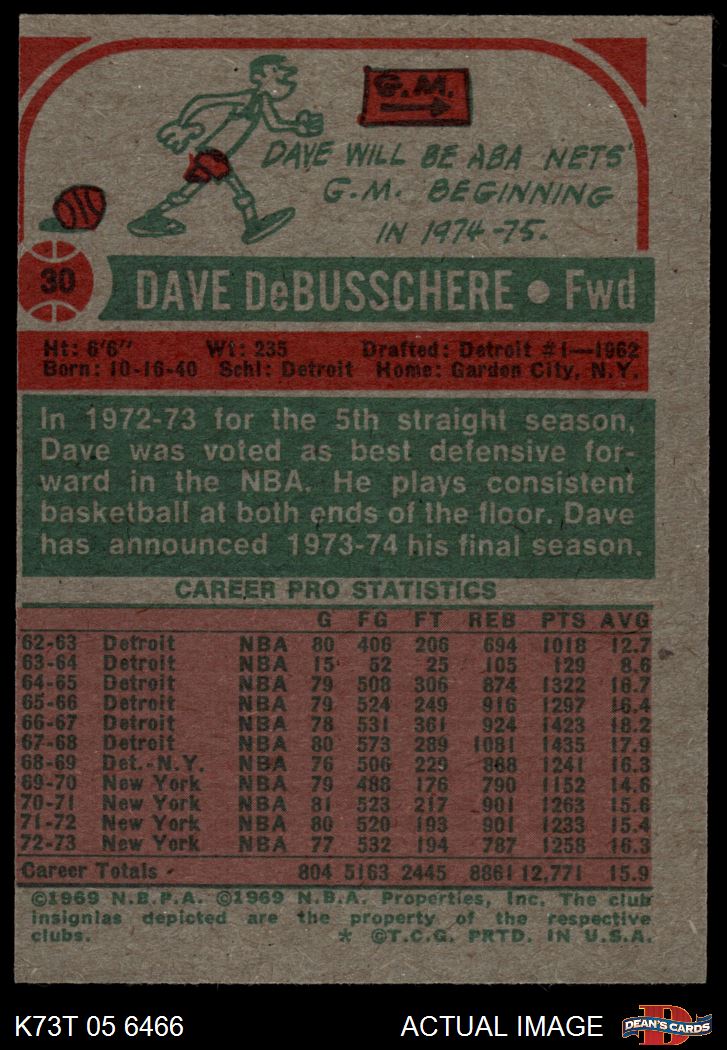 G.M.
DAVE WILL BE ABA NETS'
G.M. BEGINNING
IN 1974-75.
30
DAVE DeBUSSCHERE • Fwd
Ht: 6'6" Wt: 235 Drafted: Detroit #1—1962
Born: 10-16-40 Schl: Detroit Home: Garden City, N.Y.
In 1972-73 for the 5th straight season,
Dave was voted as best defensive for-
ward in the NBA. He plays consistent
basketball at both ends of the floor. Dave
has announced 1973-74 his final season.
CAREER PRO STATISTICS
G FG FT REB PTS AVG
62-63 Detroit NBA 80 406 206 694 1018 12.7
63-64 Detroit NBA 15 52 25 105 129 8.6
64-65 Detroit NBA 79 508 306 874 1322 16.7
65-66 Detroit NBA 79 524 249 916 1297 16.4
66-67 Detroit NBA 78 531 361 924 1423 18.2
67-68 Detroit NBA 80 573 289 1081 1435 17.9
68-69 Det.-N.Y. NBA 76 506 229 868 1241 16.3
69-70 New York NBA 79 488 176 790 1152 14.6
70-71 New York NBA 81 523 217 901 1263 15.6
71-72 New York NBA 80 520 193 901 1233 15.4
72-73 New York NBA 77 532 194 787 1258 16.3
Career Totals - 804 5163 2445 8861 12,771 15.9
©1969 N.B.P.A. ©1969 N.B.A. Properties, Inc. The club
insignias depicted are the property of the respective
clubs. * ©T.C.G. PRTD. IN U.S.A.
K73T 05 6466 ACTUAL IMAGE
D
DEAN'S CARDS